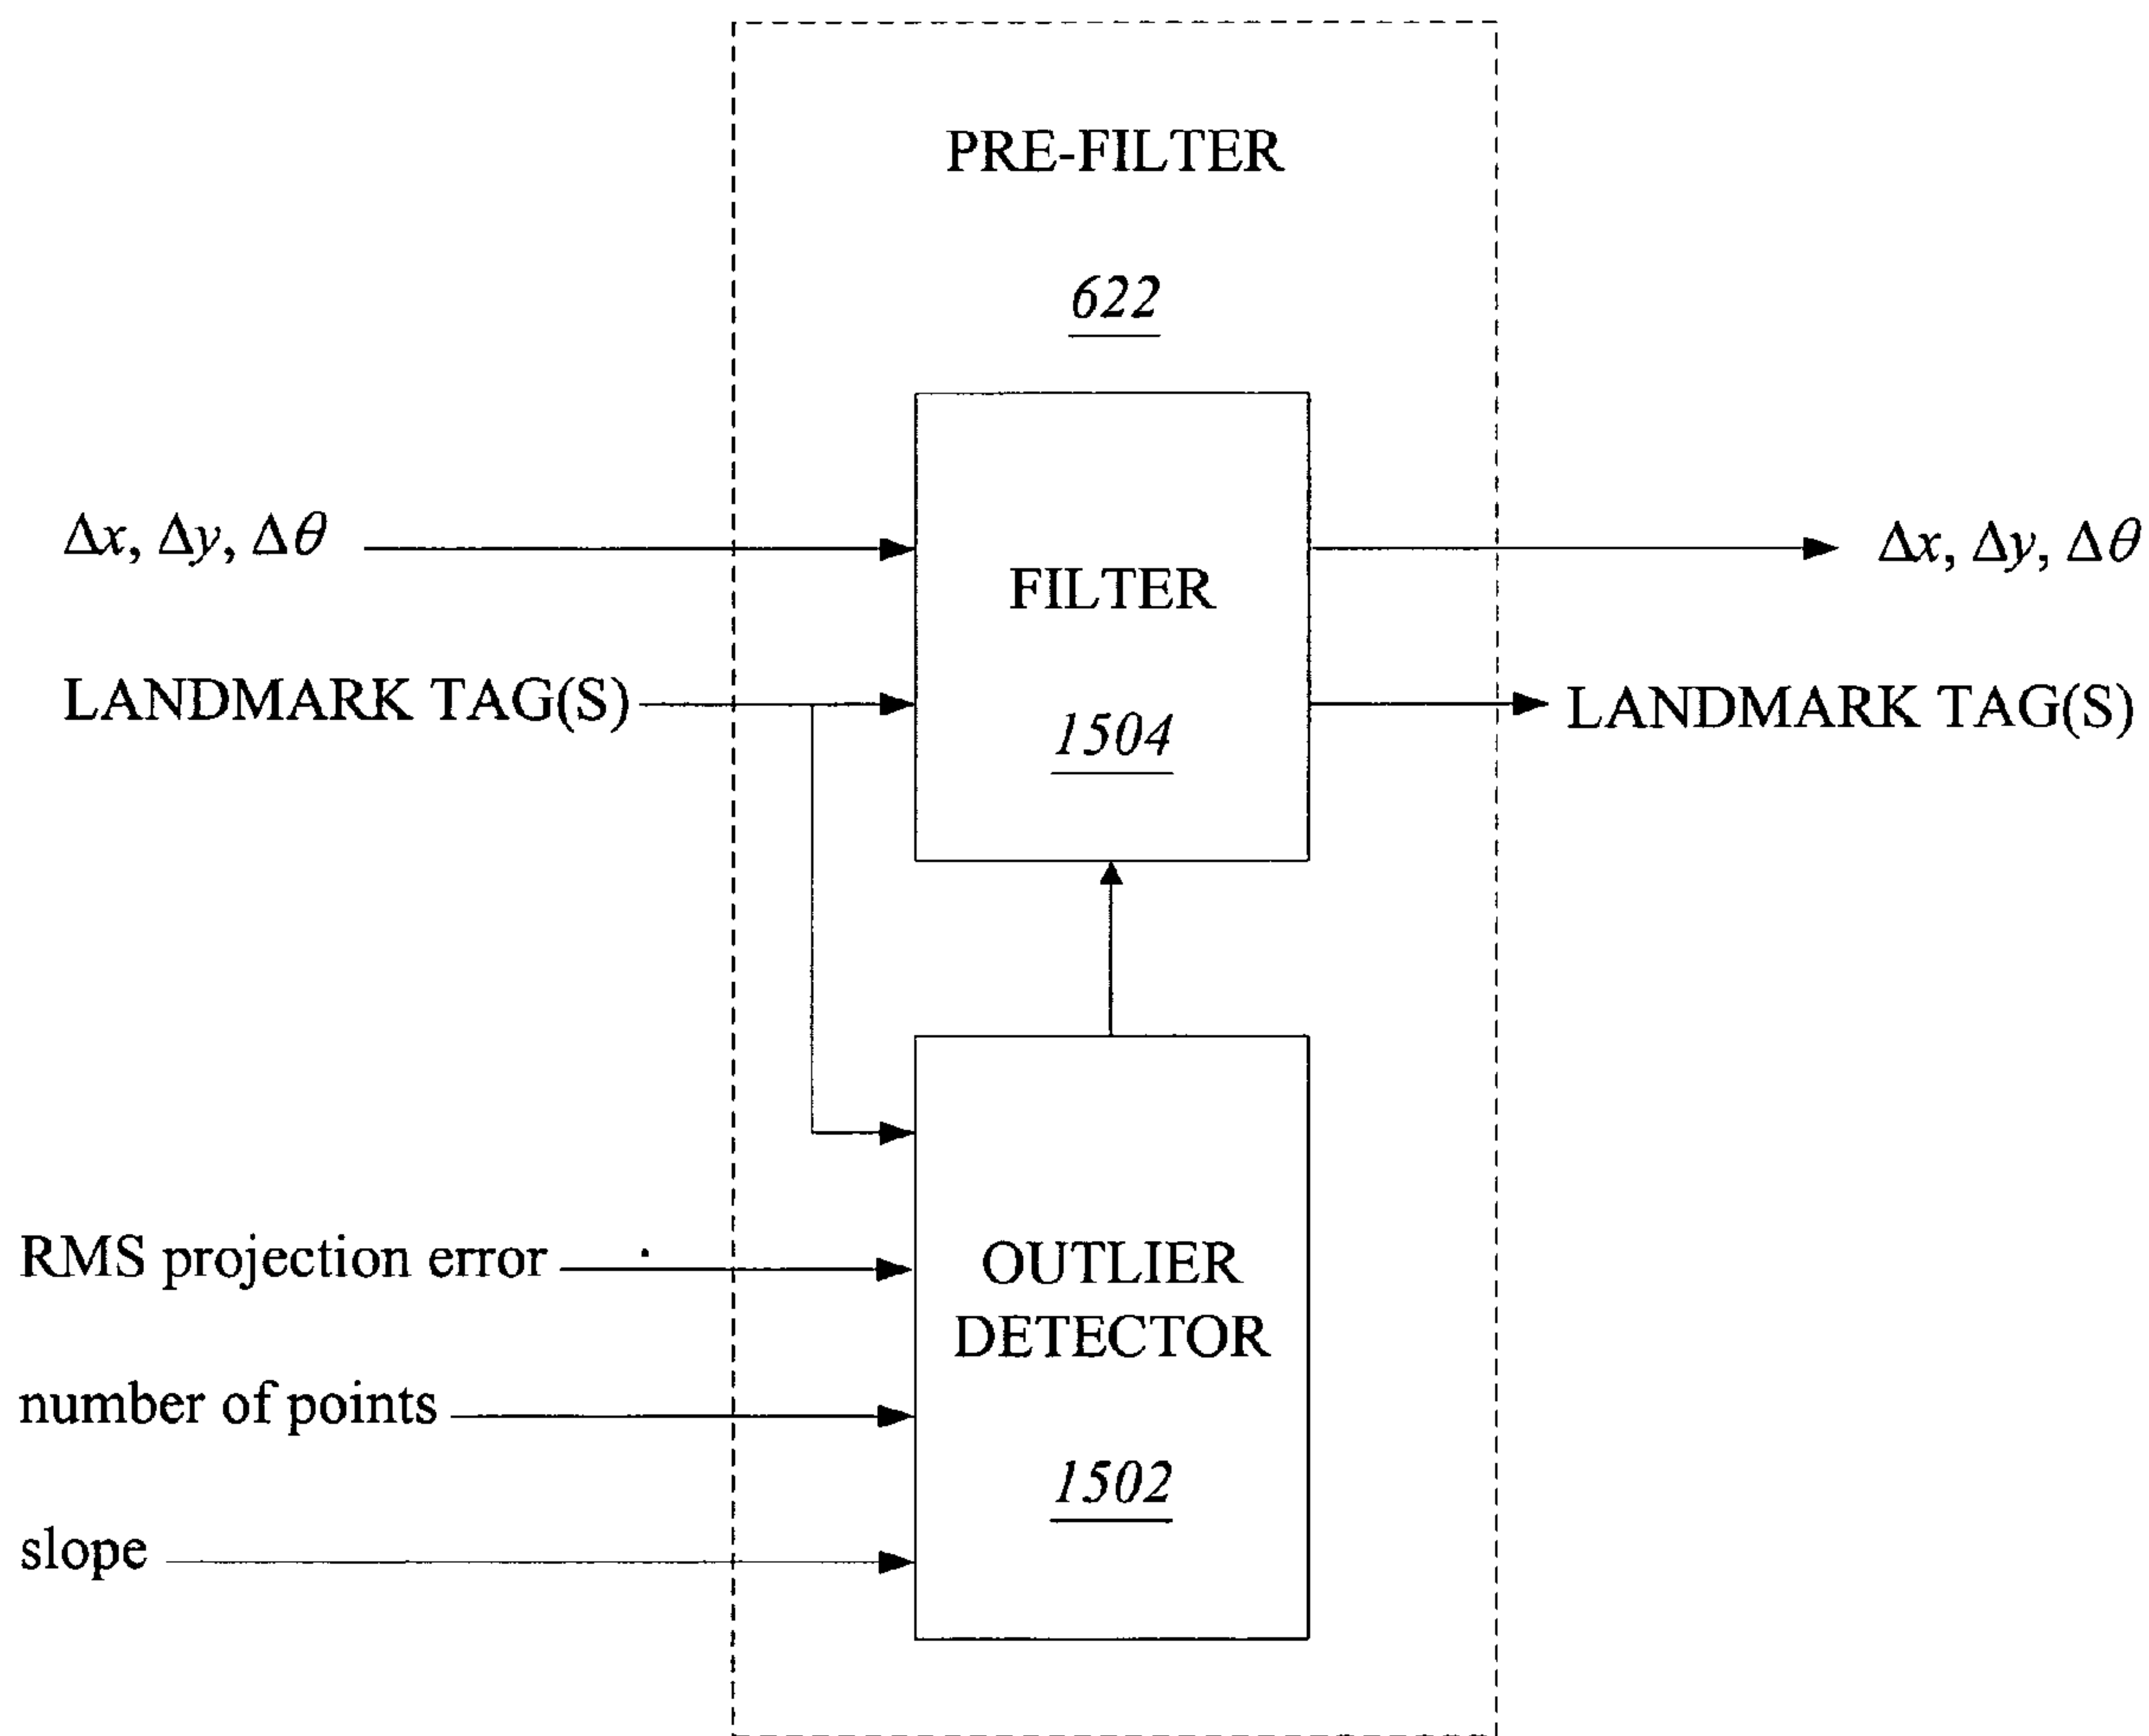 PRE-FILTER
622
Δx, Δy, Δθ
Δx, Δy, Δθ
FILTER
LANDMARK TAG(S)
1504
LANDMARK TAG(S)
RMS projection error
OUTLIER
DETECTOR
number of points
1502
slope